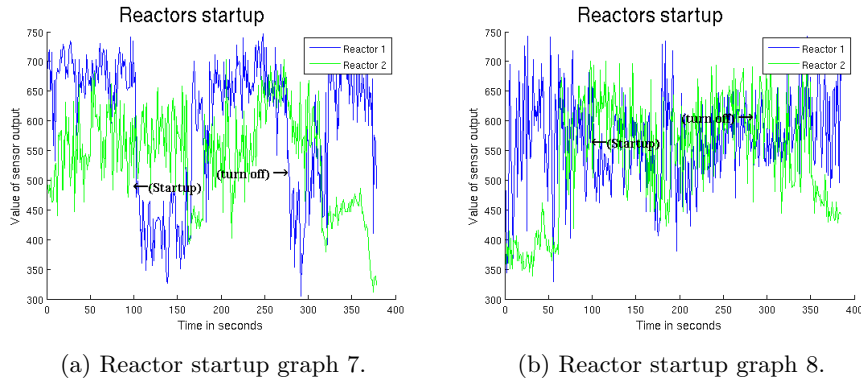 Reactors startup
750
700
650
600
550
500
450
400
350
300
Value of sensor output
Reactor 1
Reactor 2
←(Startup)
(turn off)→
0 50 100 150 200 250 300 350 400
Time in seconds
(a) Reactor startup graph 7.
Reactors startup
750
700
650
600
550
500
450
400
350
300
Value of sensor output
Reactor 1
Reactor 2
(turn off)→
←(Startup)
0 50 100 150 200 250 300 350 400
Time in seconds
(b) Reactor startup graph 8.